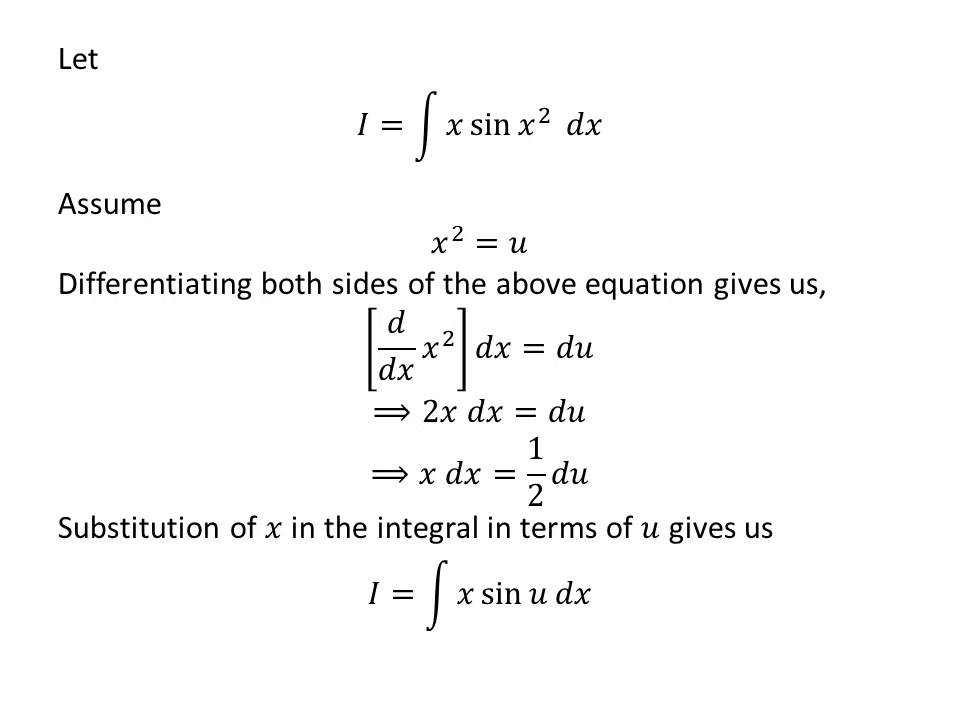 Let
I = ∫ x sin x² dx
Assume
x² = u
Differentiating both sides of the above equation gives us,
[d/dx x²] dx = du
⟹ 2x dx = du
⟹ x dx = 1/2 du
Substitution of x in the integral in terms of u gives us
I = ∫ x sin u dx